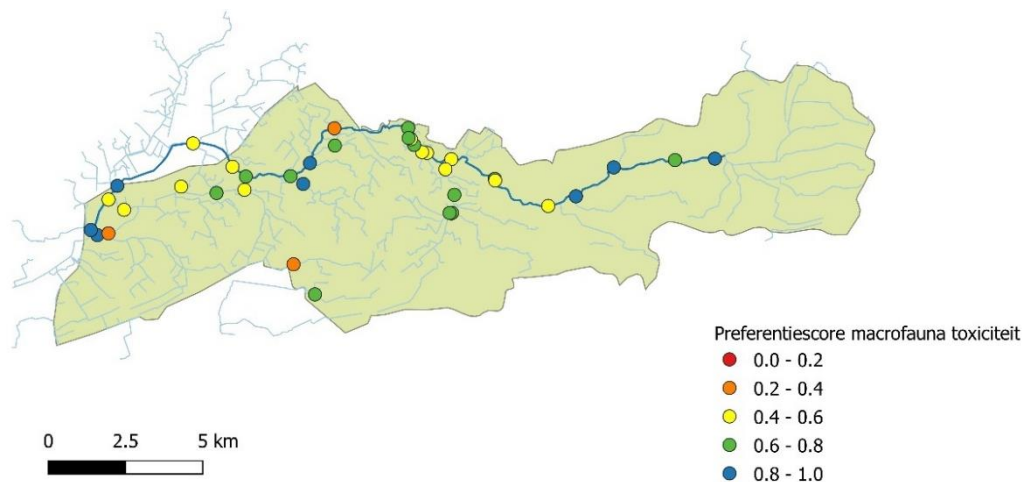 Preferentiescore macrofauna toxiciteit
0.0 - 0.2
0.2 - 0.4
0.4 - 0.6
0.6 - 0.8
0.8 - 1.0
0 2.5 5 km